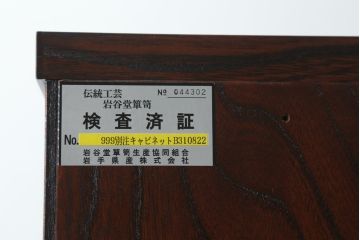 伝統工芸 № 044302
岩谷堂簞笥
検査済証
No. 999別注キャビネットB310822
岩谷堂簞笥生産協同組合
岩手県産株式会社